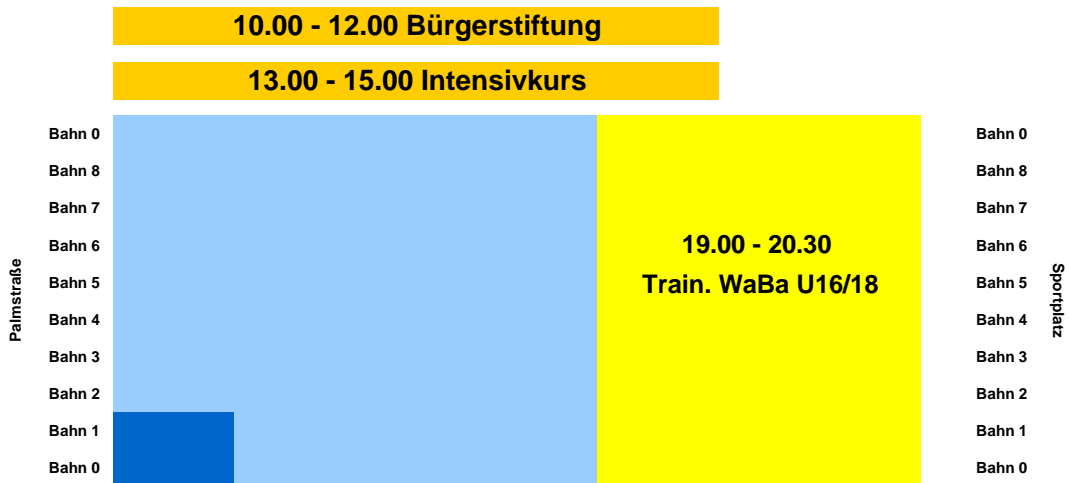 10.00 - 12.00 Bürgerstiftung
13.00 - 15.00 Intensivkurs
Bahn 0 Bahn 0
Bahn 8 Bahn 8
Bahn 7 Bahn 7
Bahn 6 19.00 - 20.30 Bahn 6
Bahn 5 Train. WaBa U16/18 Bahn 5
Bahn 4 Bahn 4
Bahn 3 Bahn 3
Bahn 2 Bahn 2
Bahn 1 Bahn 1
Bahn 0 Bahn 0
Palmstraße
Sportplatz